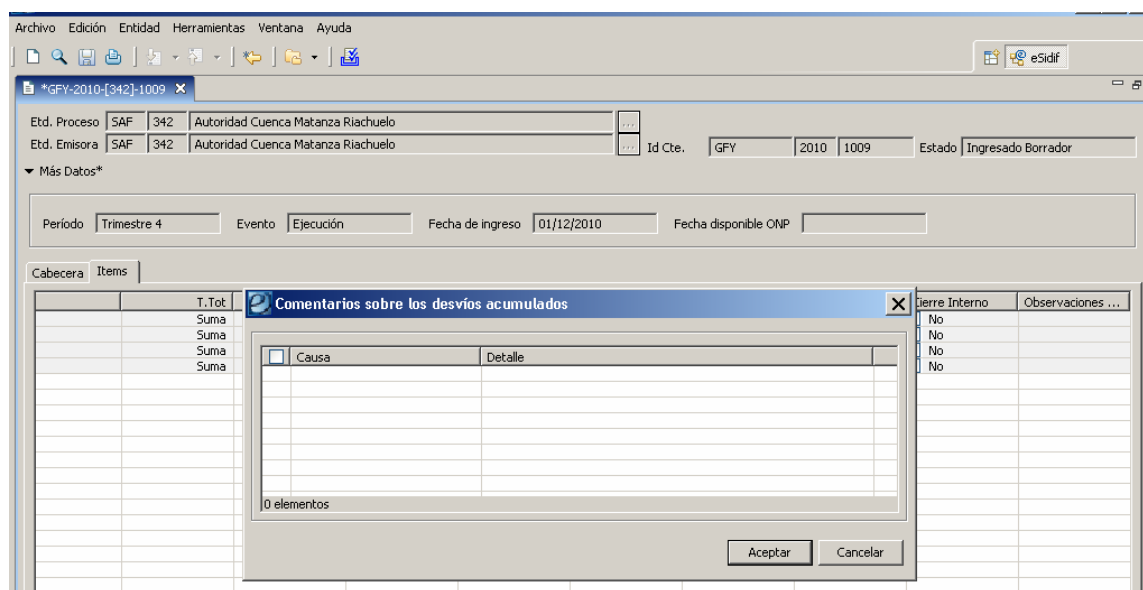 Archivo Edición Entidad Herramientas Ventana Ayuda
eSidif
*GFY-2010-[342]-1009
Etd. Proceso SAF 342 Autoridad Cuenca Matanza Riachuelo ...
Etd. Emisora SAF 342 Autoridad Cuenca Matanza Riachuelo ... Id Cte. GFY 2010 1009 Estado Ingresado Borrador
Más Datos*
Período Trimestre 4 Evento Ejecución Fecha de ingreso 01/12/2010 Fecha disponible ONP
Cabecera Items
T.Tot Comentarios sobre los desvíos acumulados Cierre Interno Observaciones ...
Suma No
Suma No
Suma No
Suma No
Causa Detalle
0 elementos
Aceptar Cancelar